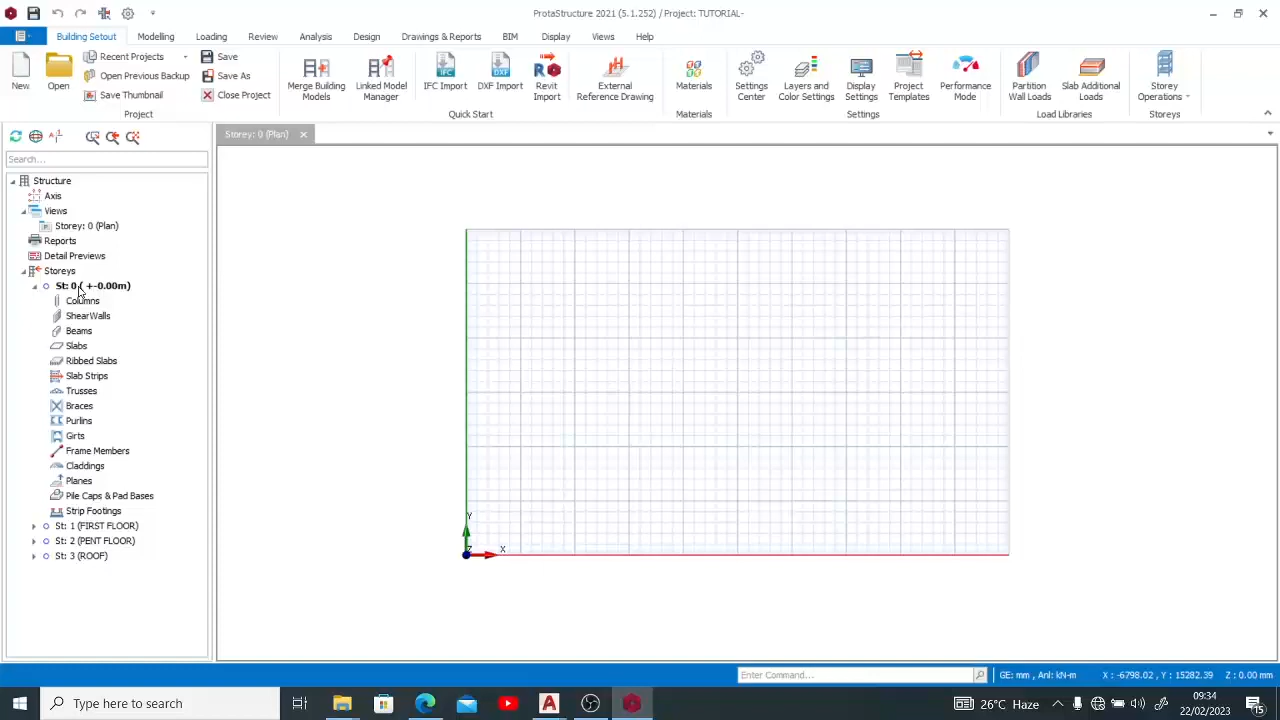 ProtaStructure 2021 (5.1.252) / Project: TUTORIAL-
Building Setout
Modelling
Loading
Review
Analysis
Design
Drawings & Reports
BIM
Display
Views
Help
New
Open
Recent Projects
Open Previous Backup
Save Thumbnail
Save
Save As
Close Project
Project
Merge Building
Models
Linked Model
Manager
IFC
IFC Import
DXF
DXF Import
Revit
Import
External
Reference Drawing
Quick Start
Materials
Materials
Settings
Center
Layers and
Color Settings
Display
Settings
Project
Templates
Performance
Mode
Settings
Partition
Wall Loads
Slab Additional
Loads
Load Libraries
Storey
Operations
Storeys
Search...
Storey: 0 (Plan)
Structure
Axis
Views
Storey: 0 (Plan)
Reports
Detail Previews
Storeys
St: 0 ( +-0.00m)
Columns
ShearWalls
Beams
Slabs
Ribbed Slabs
Slab Strips
Trusses
Braces
Purlins
Girts
Frame Members
Claddings
Planes
Pile Caps & Pad Bases
Strip Footings
St: 1 (FIRST FLOOR)
St: 2 (PENT FLOOR)
St: 3 (ROOF)
Y
Z
X
Enter Command...
GE: mm , Anl: kN-m
X : -6798.02 , Y : 15282.39
Z : 0.00 mm
Type here to search
26°C Haze
09:34
22/02/2023